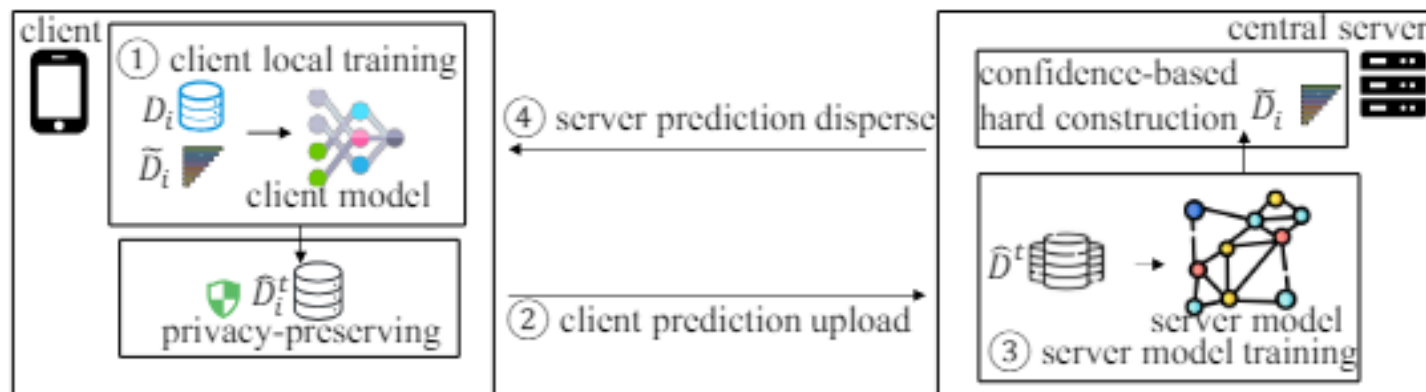 client
① client local training
D_i
D̃_i
client model
D̂_i^t
privacy-preserving
④ server prediction disperse
② client prediction upload
central server
confidence-based
hard construction D̃_i
D̂^t
server model
③ server model training